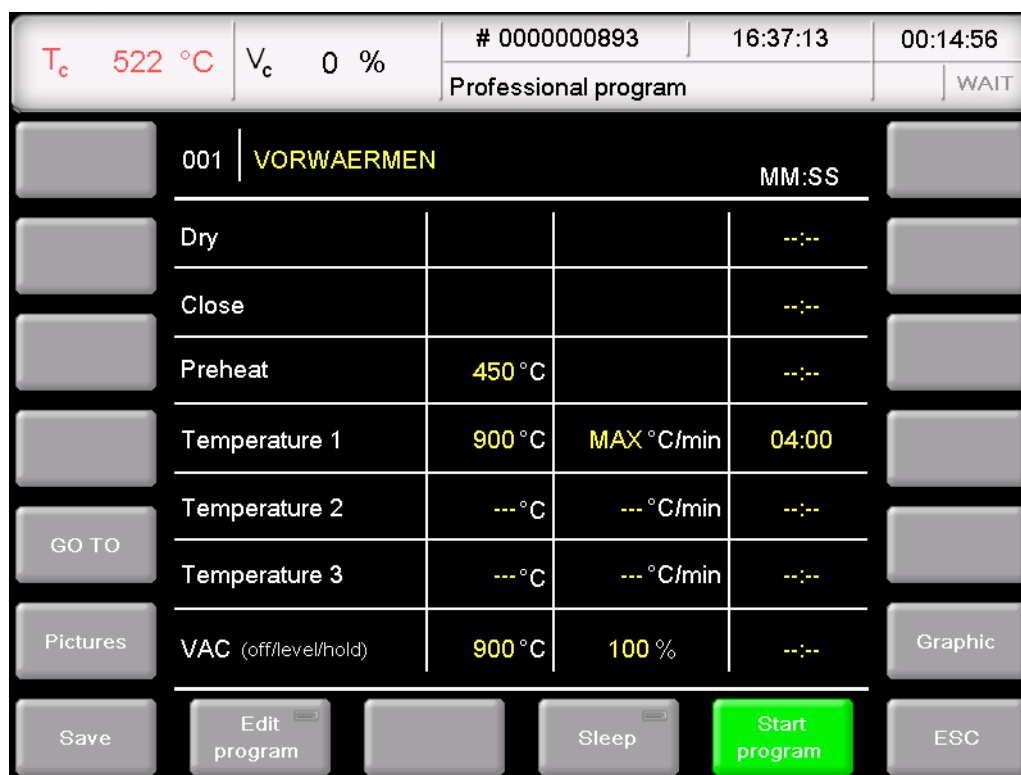 Tc 522 °C Vc 0 % # 0000000893 16:37:13 00:14:56
Professional program WAIT
001 VORWAERMEN MM:SS
Dry --:--
Close --:--
Preheat 450 °C --:--
Temperature 1 900 °C MAX °C/min 04:00
Temperature 2 --- °C --- °C/min --:--
GO TO
Temperature 3 --- °C --- °C/min --:--
Pictures VAC (off/level/hold) 900 °C 100 % --:-- Graphic
Save Edit program Sleep Start program ESC